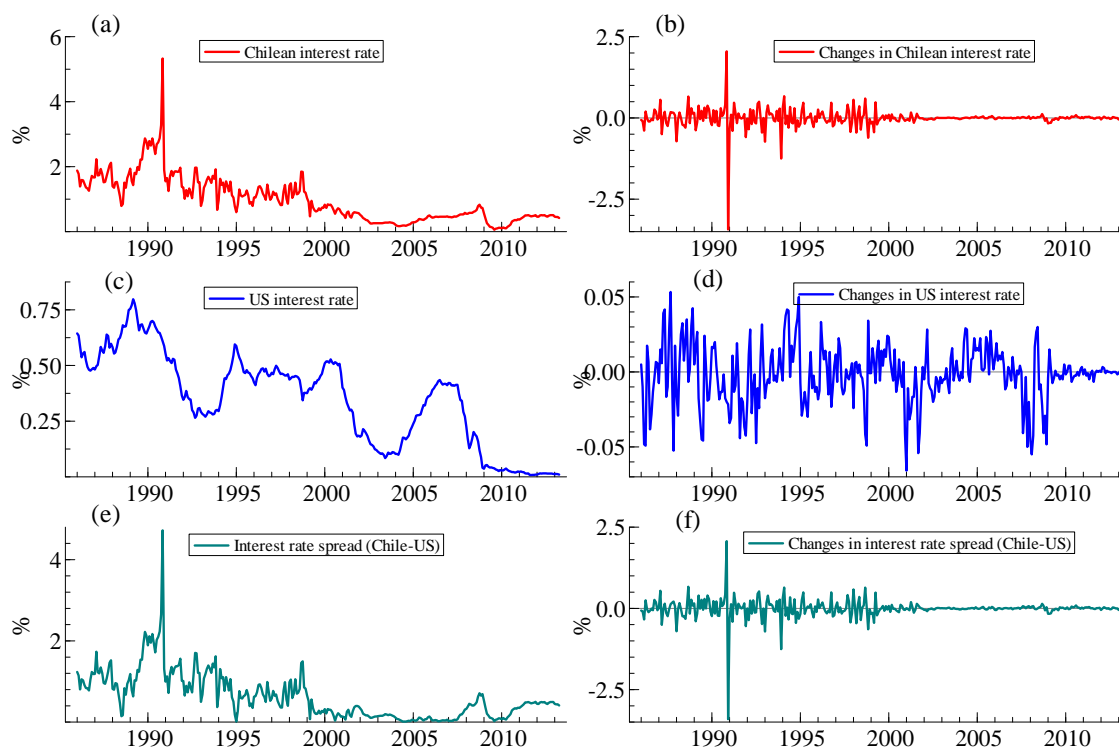 (a)
Chilean interest rate
%
6
4
2
1990 1995 2000 2005 2010
(b)
Changes in Chilean interest rate
%
2.5
0.0
-2.5
1990 1995 2000 2005 2010
(c)
US interest rate
%
0.75
0.50
0.25
1990 1995 2000 2005 2010
(d)
Changes in US interest rate
%
0.05
0.00
-0.05
1990 1995 2000 2005 2010
(e)
Interest rate spread (Chile-US)
%
4
2
1990 1995 2000 2005 2010
(f)
Changes in interest rate spread (Chile-US)
%
2.5
0.0
-2.5
1990 1995 2000 2005 2010